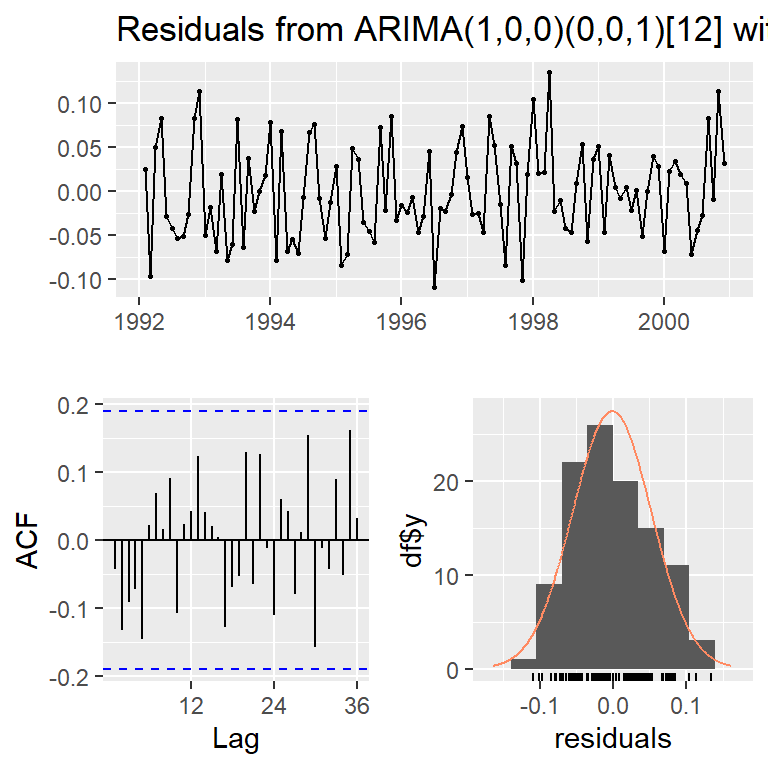 Residuals from ARIMA(1,0,0)(0,0,1)[12] wit
0.10
0.05
0.00
-0.05
-0.10
1992 1994 1996 1998 2000
0.2
0.1
0.0
-0.1
-0.2
ACF
12 24 36
Lag
20
10
0
df$y
-0.1 0.0 0.1
residuals